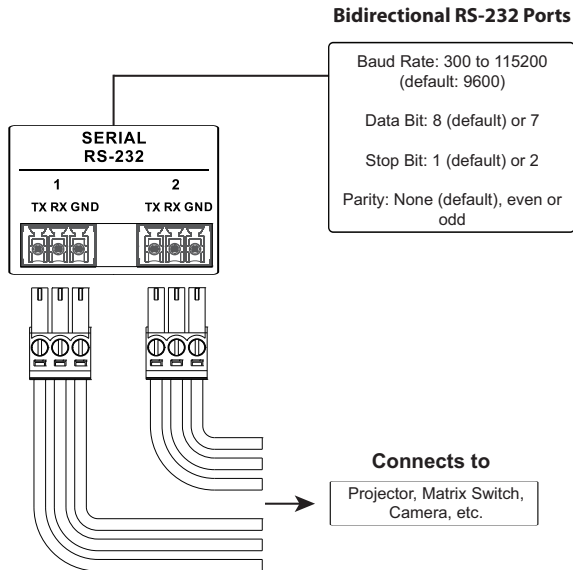 Bidirectional RS-232 Ports
Baud Rate: 300 to 115200
(default: 9600)
Data Bit: 8 (default) or 7
Stop Bit: 1 (default) or 2
Parity: None (default), even or
odd
SERIAL
RS-232
1 2
TX RX GND TX RX GND
Connects to
Projector, Matrix Switch,
Camera, etc.